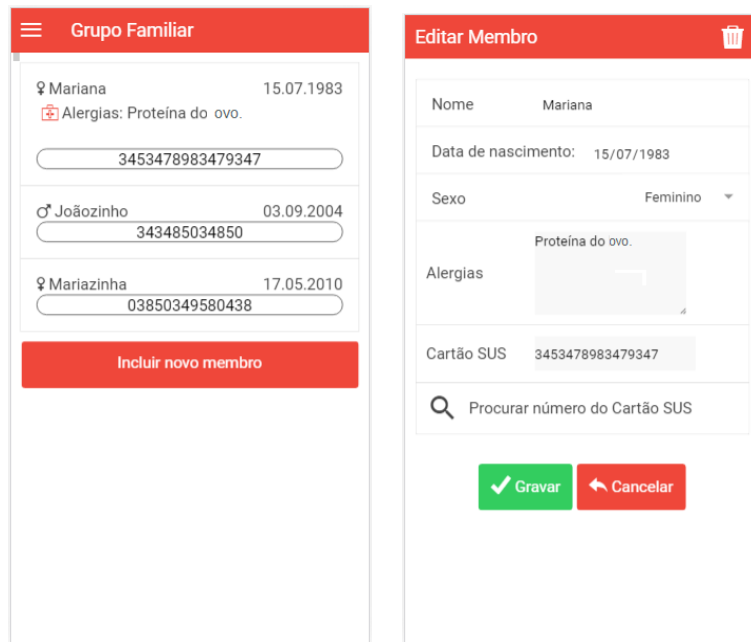 Grupo Familiar
Mariana 15.07.1983
Alergias: Proteína do ovo.
3453478983479347
Joãozinho 03.09.2004
343485034850
Mariazinha 17.05.2010
03850349580438
Incluir novo membro
Editar Membro
Nome Mariana
Data de nascimento: 15/07/1983
Sexo Feminino
Alergias Proteína do ovo.
Cartão SUS 3453478983479347
Procurar número do Cartão SUS
Gravar Cancelar